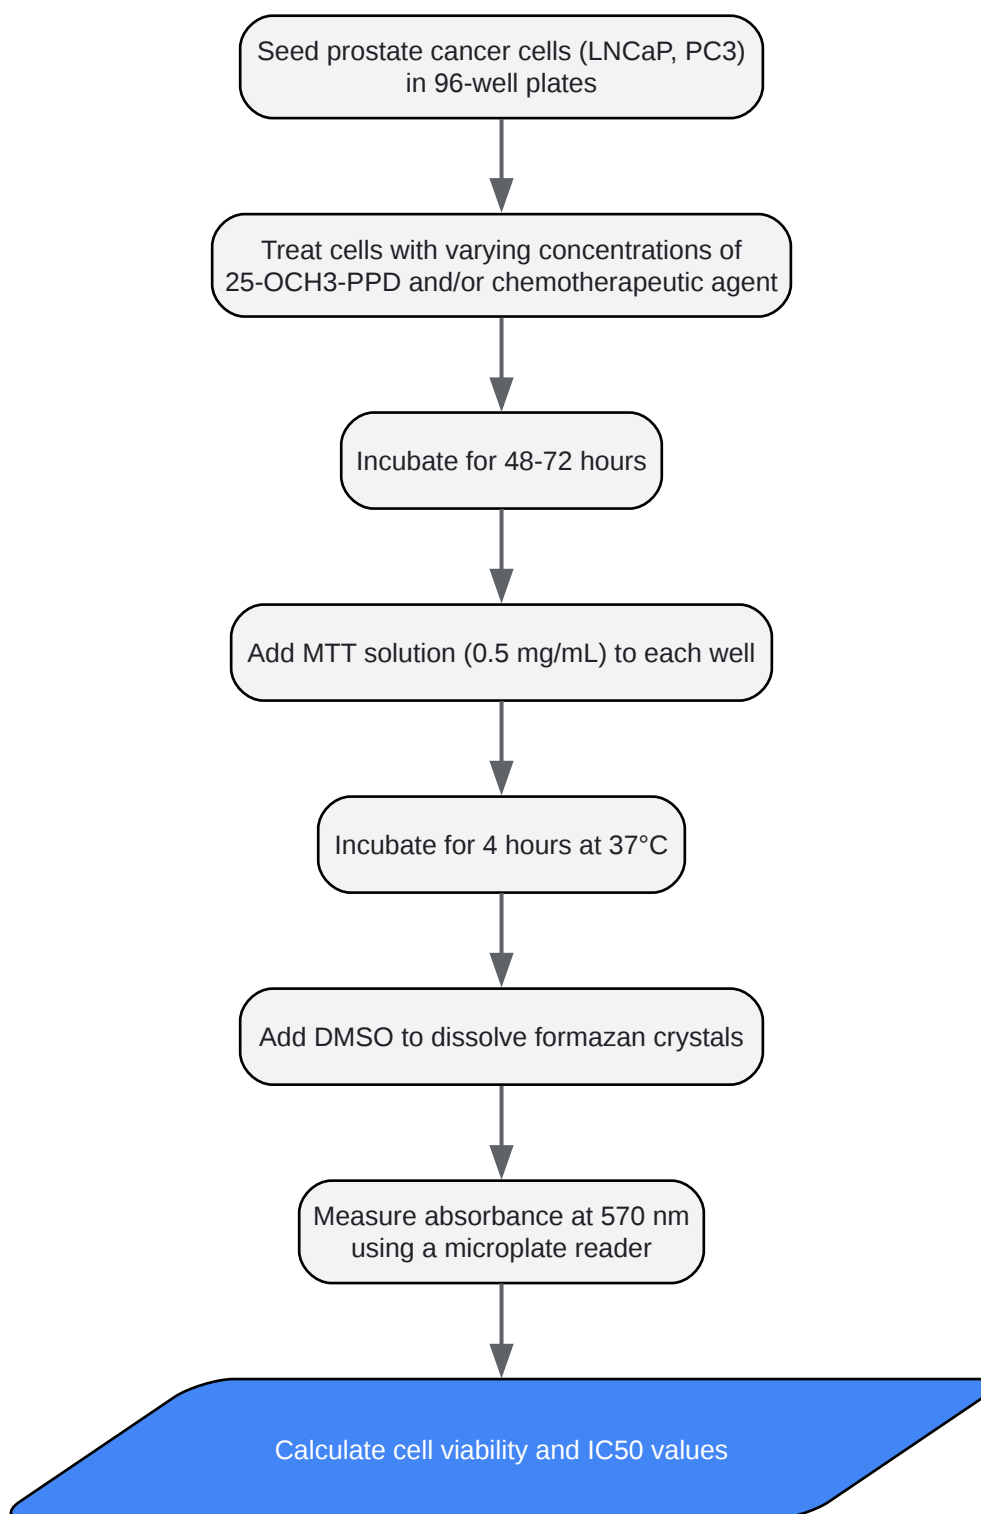 Seed prostate cancer cells (LNCaP, PC3)
in 96-well plates
Treat cells with varying concentrations of
25-OCH3-PPD and/or chemotherapeutic agent
Incubate for 48-72 hours
Add MTT solution (0.5 mg/mL) to each well
Incubate for 4 hours at 37°C
Add DMSO to dissolve formazan crystals
Measure absorbance at 570 nm
using a microplate reader
Calculate cell viability and IC50 values